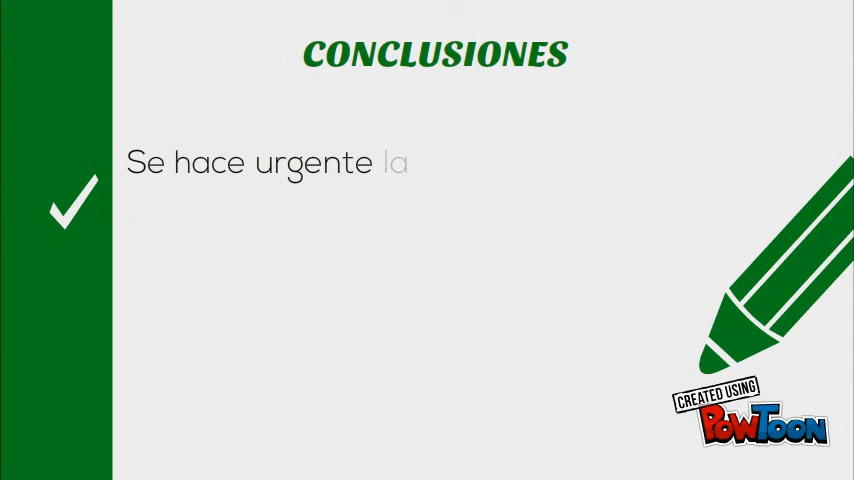 CONCLUSIONES
Se hace urgente la
CREATED USING
POWTOON